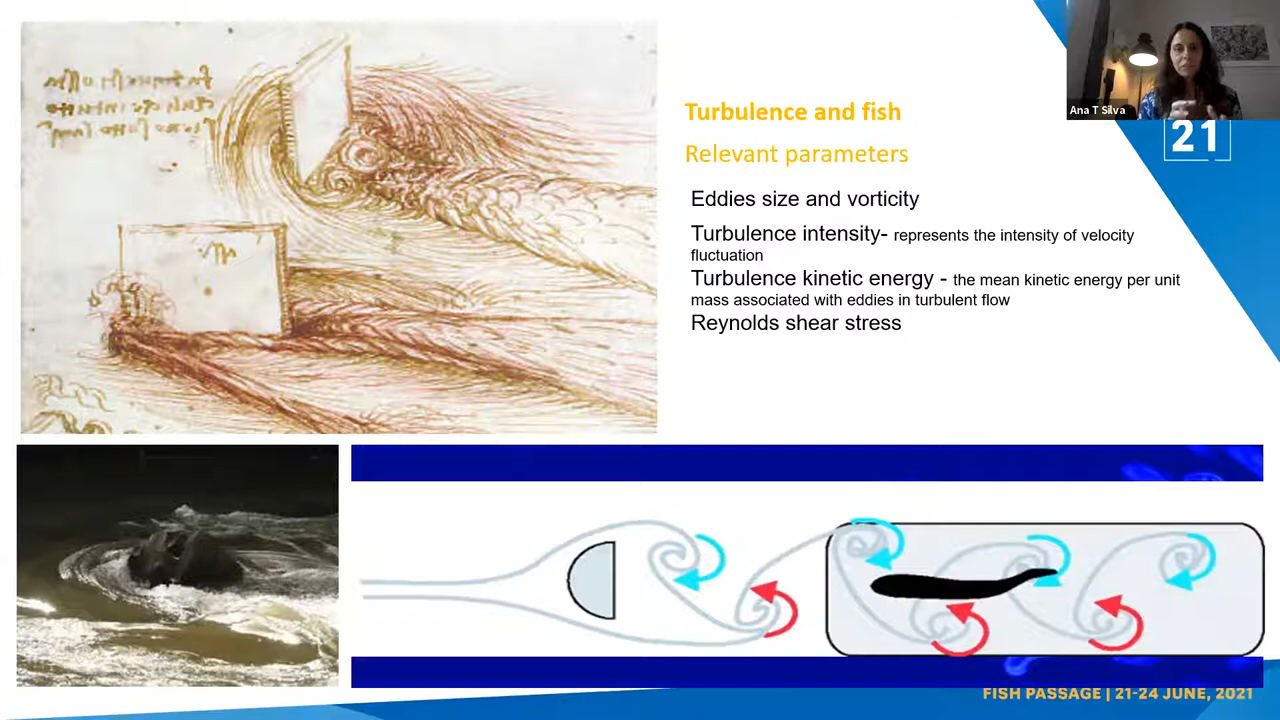 Turbulence and fish
Relevant parameters
Eddies size and vorticity
Turbulence intensity- represents the intensity of velocity
fluctuation
Turbulence kinetic energy - the mean kinetic energy per unit
mass associated with eddies in turbulent flow
Reynolds shear stress
Ana T Silva
21
FISH PASSAGE | 21-24 JUNE, 2021